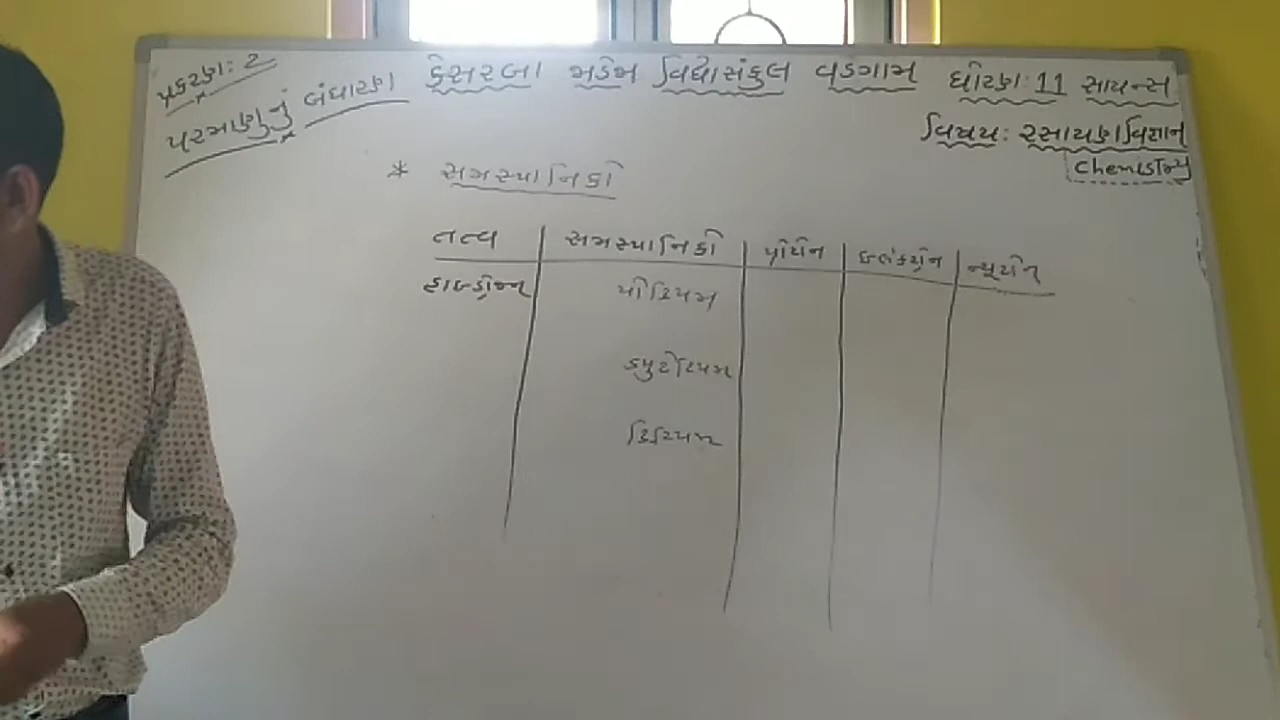 પ્રકરણ: 2
પરમાણુનું બંધારણ
કેસરબા મડેમ વિદ્યાસંકુલ વડગામ ધોરણ: 11 સાયન્સ
વિષય: રસાયણવિજ્ઞાન
Chemistry
* સમસ્થાનિકો
તત્વ સમસ્થાનિકો પ્રોટોન ઇલેક્ટ્રોન ન્યૂટ્રોન
હાઇડ્રોજન પ્રોટિયમ
ડ્યુટેરિયમ
ટ્રિટિયમ